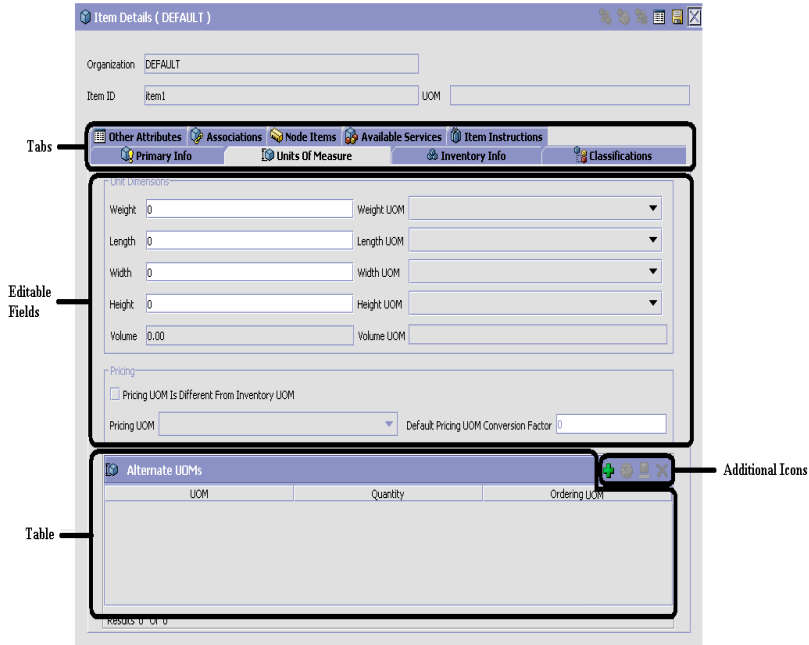 Item Details ( DEFAULT )
Organization DEFAULT
Item ID item1 UOM
Tabs
Other Attributes Associations Node Items Available Services Item Instructions
Primary Info Units Of Measure Inventory Info Classifications
Unit Dimensions
Weight 0 Weight UOM
Length 0 Length UOM
Width 0 Width UOM
Editable
Fields
Height 0 Height UOM
Volume 0.00 Volume UOM
Pricing
Pricing UOM Is Different From Inventory UOM
Pricing UOM Default Pricing UOM Conversion Factor 0
Alternate UOMs
Additional Icons
UOM Quantity Ordering UOM
Table
Results 0 Of 0